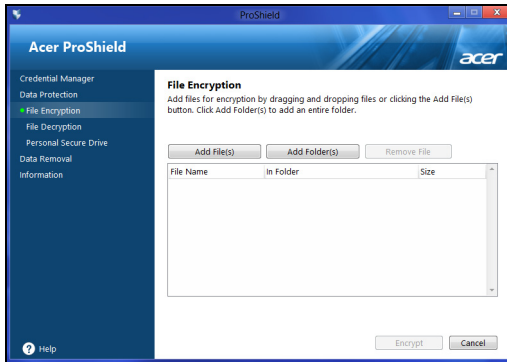 ProShield
Acer ProShield
acer
Credential Manager
Data Protection
File Encryption
File Decryption
Personal Secure Drive
Data Removal
Information
Help
File Encryption
Add files for encryption by dragging and dropping files or clicking the Add File(s)
button. Click Add Folder(s) to add an entire folder.
Add File(s) Add Folder(s) Remove File
File Name In Folder Size
Encrypt Cancel